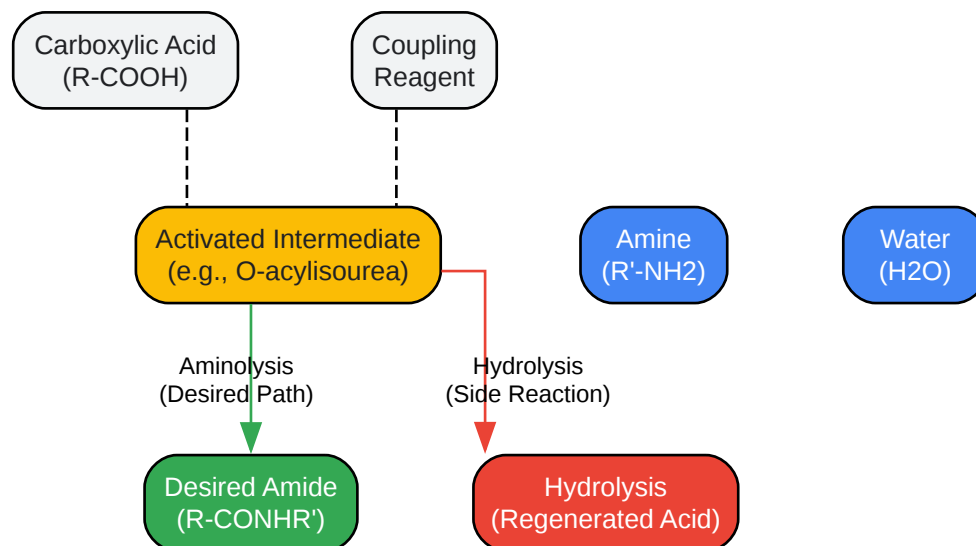 Carboxylic Acid
(R-COOH)
Coupling
Reagent
Activated Intermediate
(e.g., O-acylisourea)
Amine
(R'-NH2)
Water
(H2O)
Aminolysis
(Desired Path)
Hydrolysis
(Side Reaction)
Desired Amide
(R-CONHR')
Hydrolysis
(Regenerated Acid)